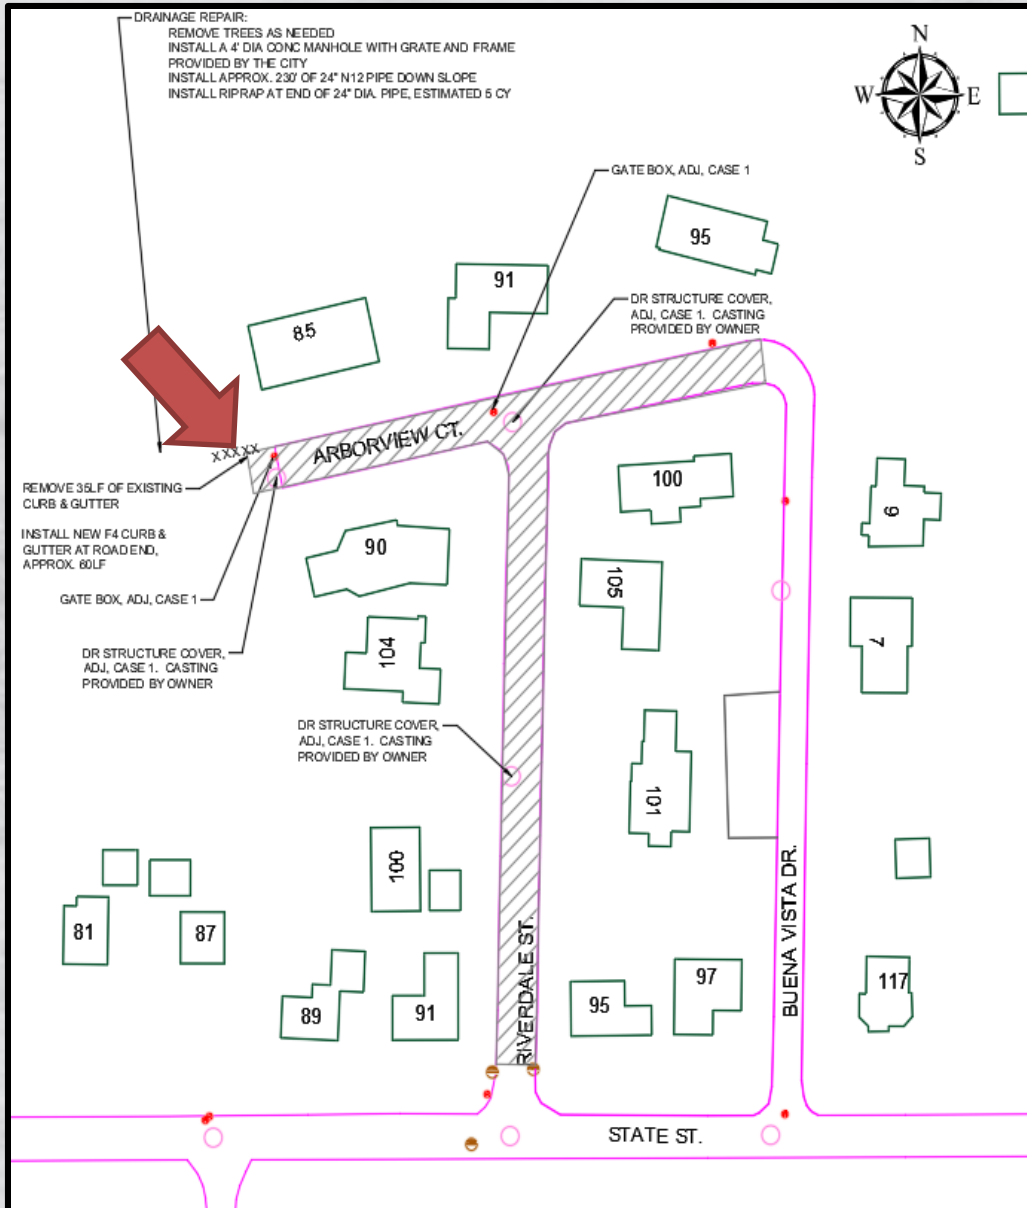 DRAINAGE REPAIR:
REMOVE TREES AS NEEDED
INSTALL A 4' DIA CONC MANHOLE WITH GRATE AND FRAME
PROVIDED BY THE CITY
INSTALL APPROX. 230' OF 24" N12 PIPE DOWN SLOPE
INSTALL RIPRAP AT END OF 24" DIA. PIPE, ESTIMATED 5 CY
N
W
E
S
GATE BOX, ADJ, CASE 1
95
91
DR STRUCTURE COVER,
ADJ, CASE 1. CASTING
PROVIDED BY OWNER
85
ARBORVIEW CT.
XXXXX
REMOVE 35LF OF EXISTING
CURB & GUTTER
INSTALL NEW F4 CURB &
GUTTER AT ROAD END,
APPROX. 60LF
GATE BOX, ADJ, CASE 1
DR STRUCTURE COVER,
ADJ, CASE 1. CASTING
PROVIDED BY OWNER
100
9
90
105
104
7
DR STRUCTURE COVER,
ADJ, CASE 1. CASTING
PROVIDED BY OWNER
101
100
BUENA VISTA DR.
81
87
RIVERDALE ST.
89
91
95
97
117
STATE ST.